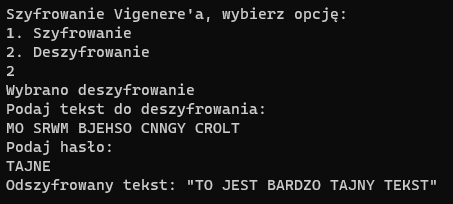 Szyfrowanie Vigenere'a, wybierz opcję:
1. Szyfrowanie
2. Deszyfrowanie
2
Wybrano deszyfrowanie
Podaj tekst do deszyfrowania:
MO SRWM BJEHSO CNNGY CROLT
Podaj hasło:
TAJNE
Odszyfrowany tekst: "TO JEST BARDZO TAJNY TEKST"